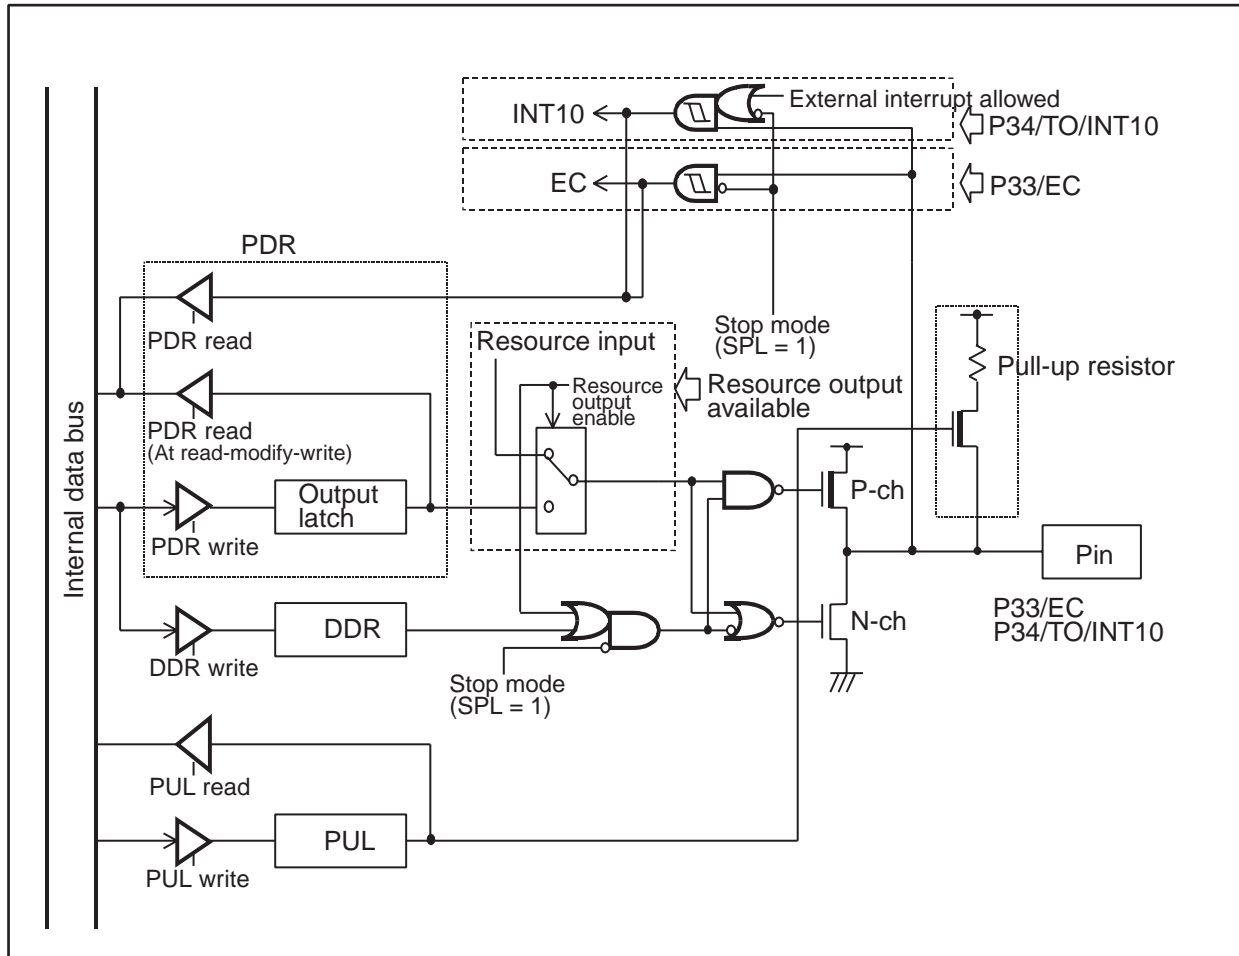 INT10
External interrupt allowed
P34/TO/INT10
EC
P33/EC
PDR
PDR read
Stop mode
(SPL = 1)
Resource input
Resource
output
enable
Resource output
available
Pull-up resistor
PDR read
(At read-modify-write)
Output
latch
PDR write
P-ch
Pin
P33/EC
P34/TO/INT10
N-ch
DDR
DDR write
Stop mode
(SPL = 1)
PUL read
PUL
PUL write
Internal data bus